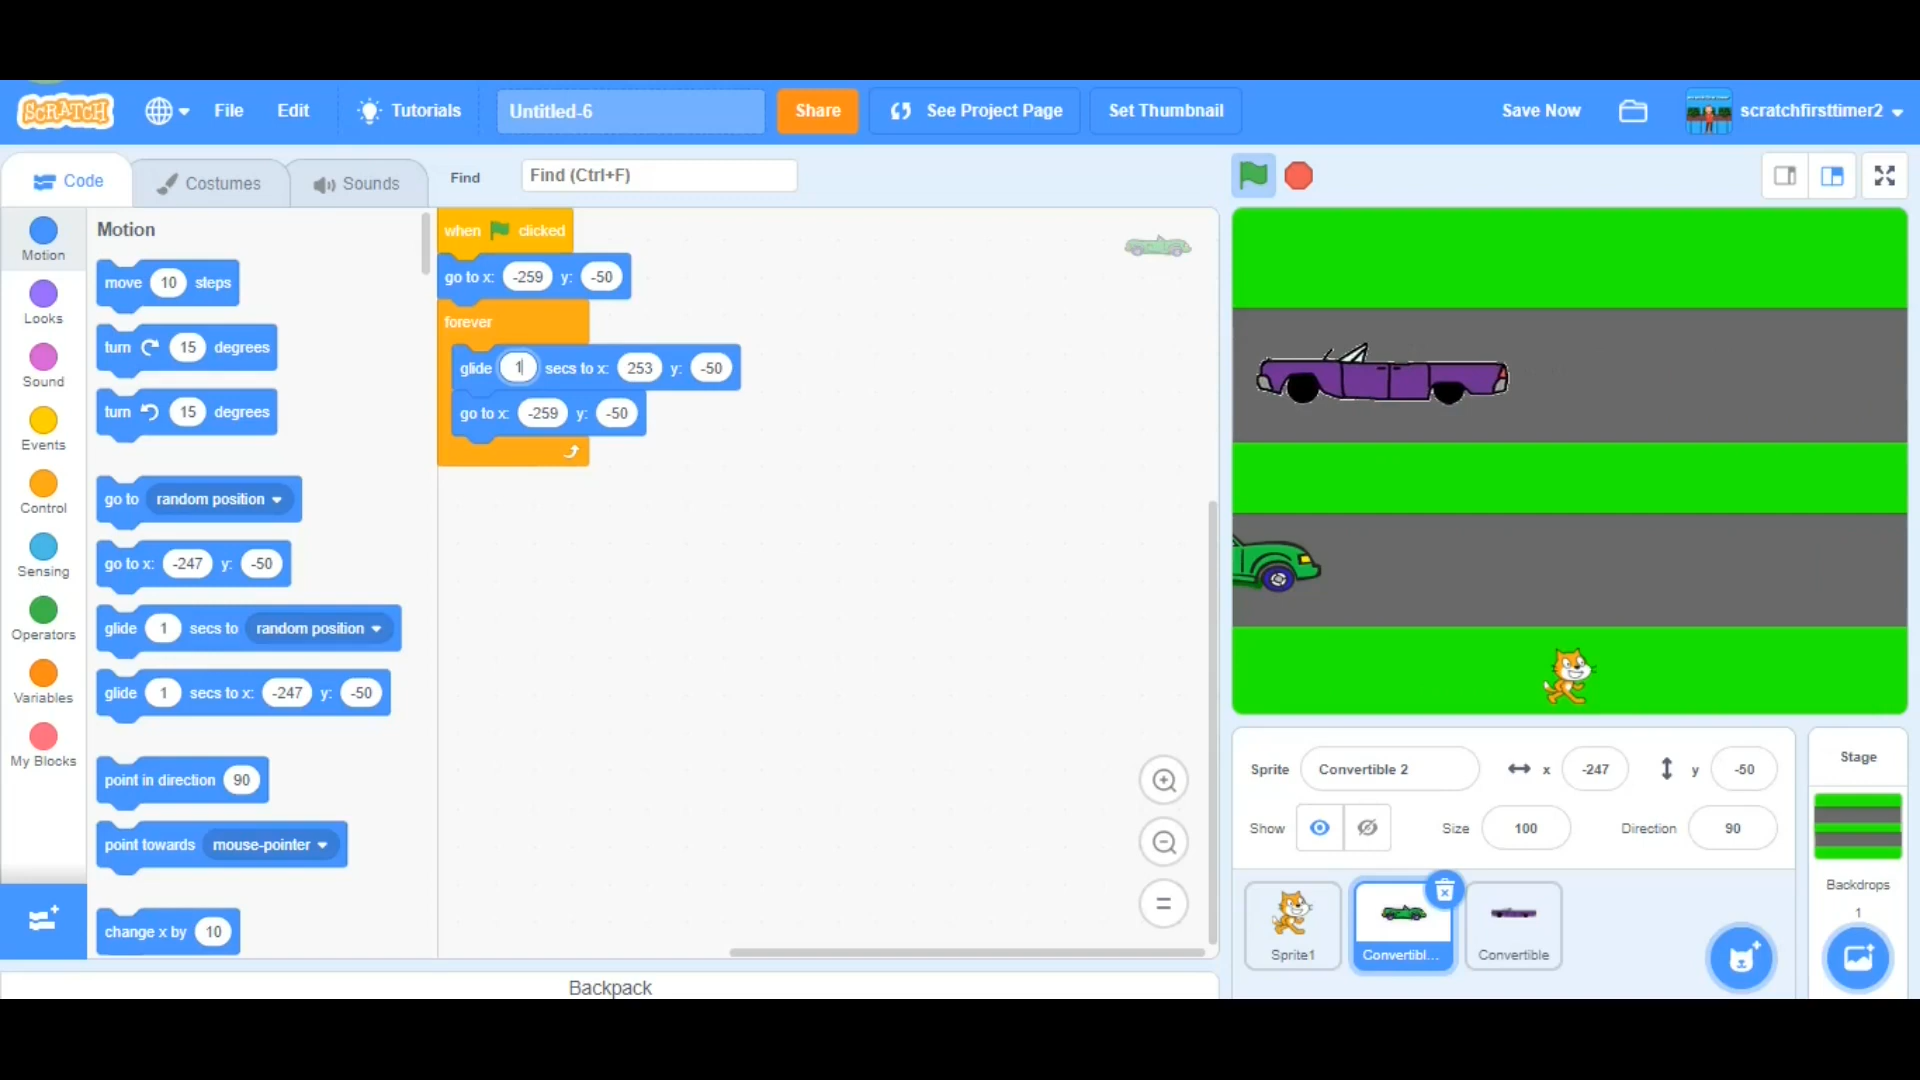 SCRATCH File Edit Tutorials Untitled-6 Share See Project Page Set Thumbnail Save Now scratchfirsttimer2
Code Costumes Sounds Find Find (Ctrl+F)
Motion
Looks
Sound
Events
Control
Sensing
Operators
Variables
My Blocks
Motion
move 10 steps
turn 15 degrees
turn 15 degrees
go to random position
go to x: -247 y: -50
glide 1 secs to random position
glide 1 secs to x: -247 y: -50
point in direction 90
point towards mouse-pointer
change x by 10
when clicked
go to x: -259 y: -50
forever
glide 1 secs to x: 253 y: -50
go to x: -259 y: -50
Backpack
Sprite Convertible 2 x -247 y -50
Show Size 100 Direction 90
Sprite1 Convertibl... Convertible
Stage
Backdrops
1